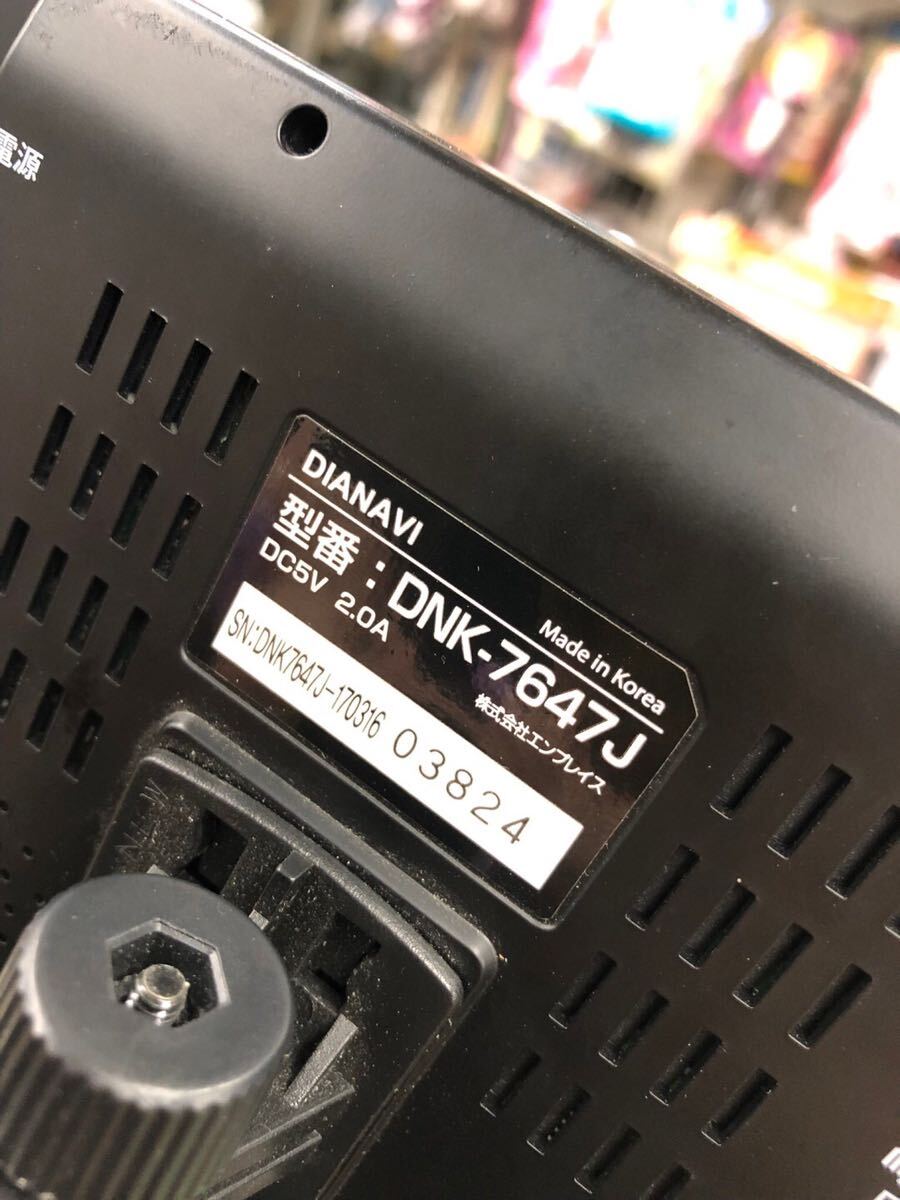 電源
DIANAVI
Made in Korea
型番：DNK-7647J
DC5V 2.0A
株式会社エンプレイス
SN:DNK7647J-170316 03824